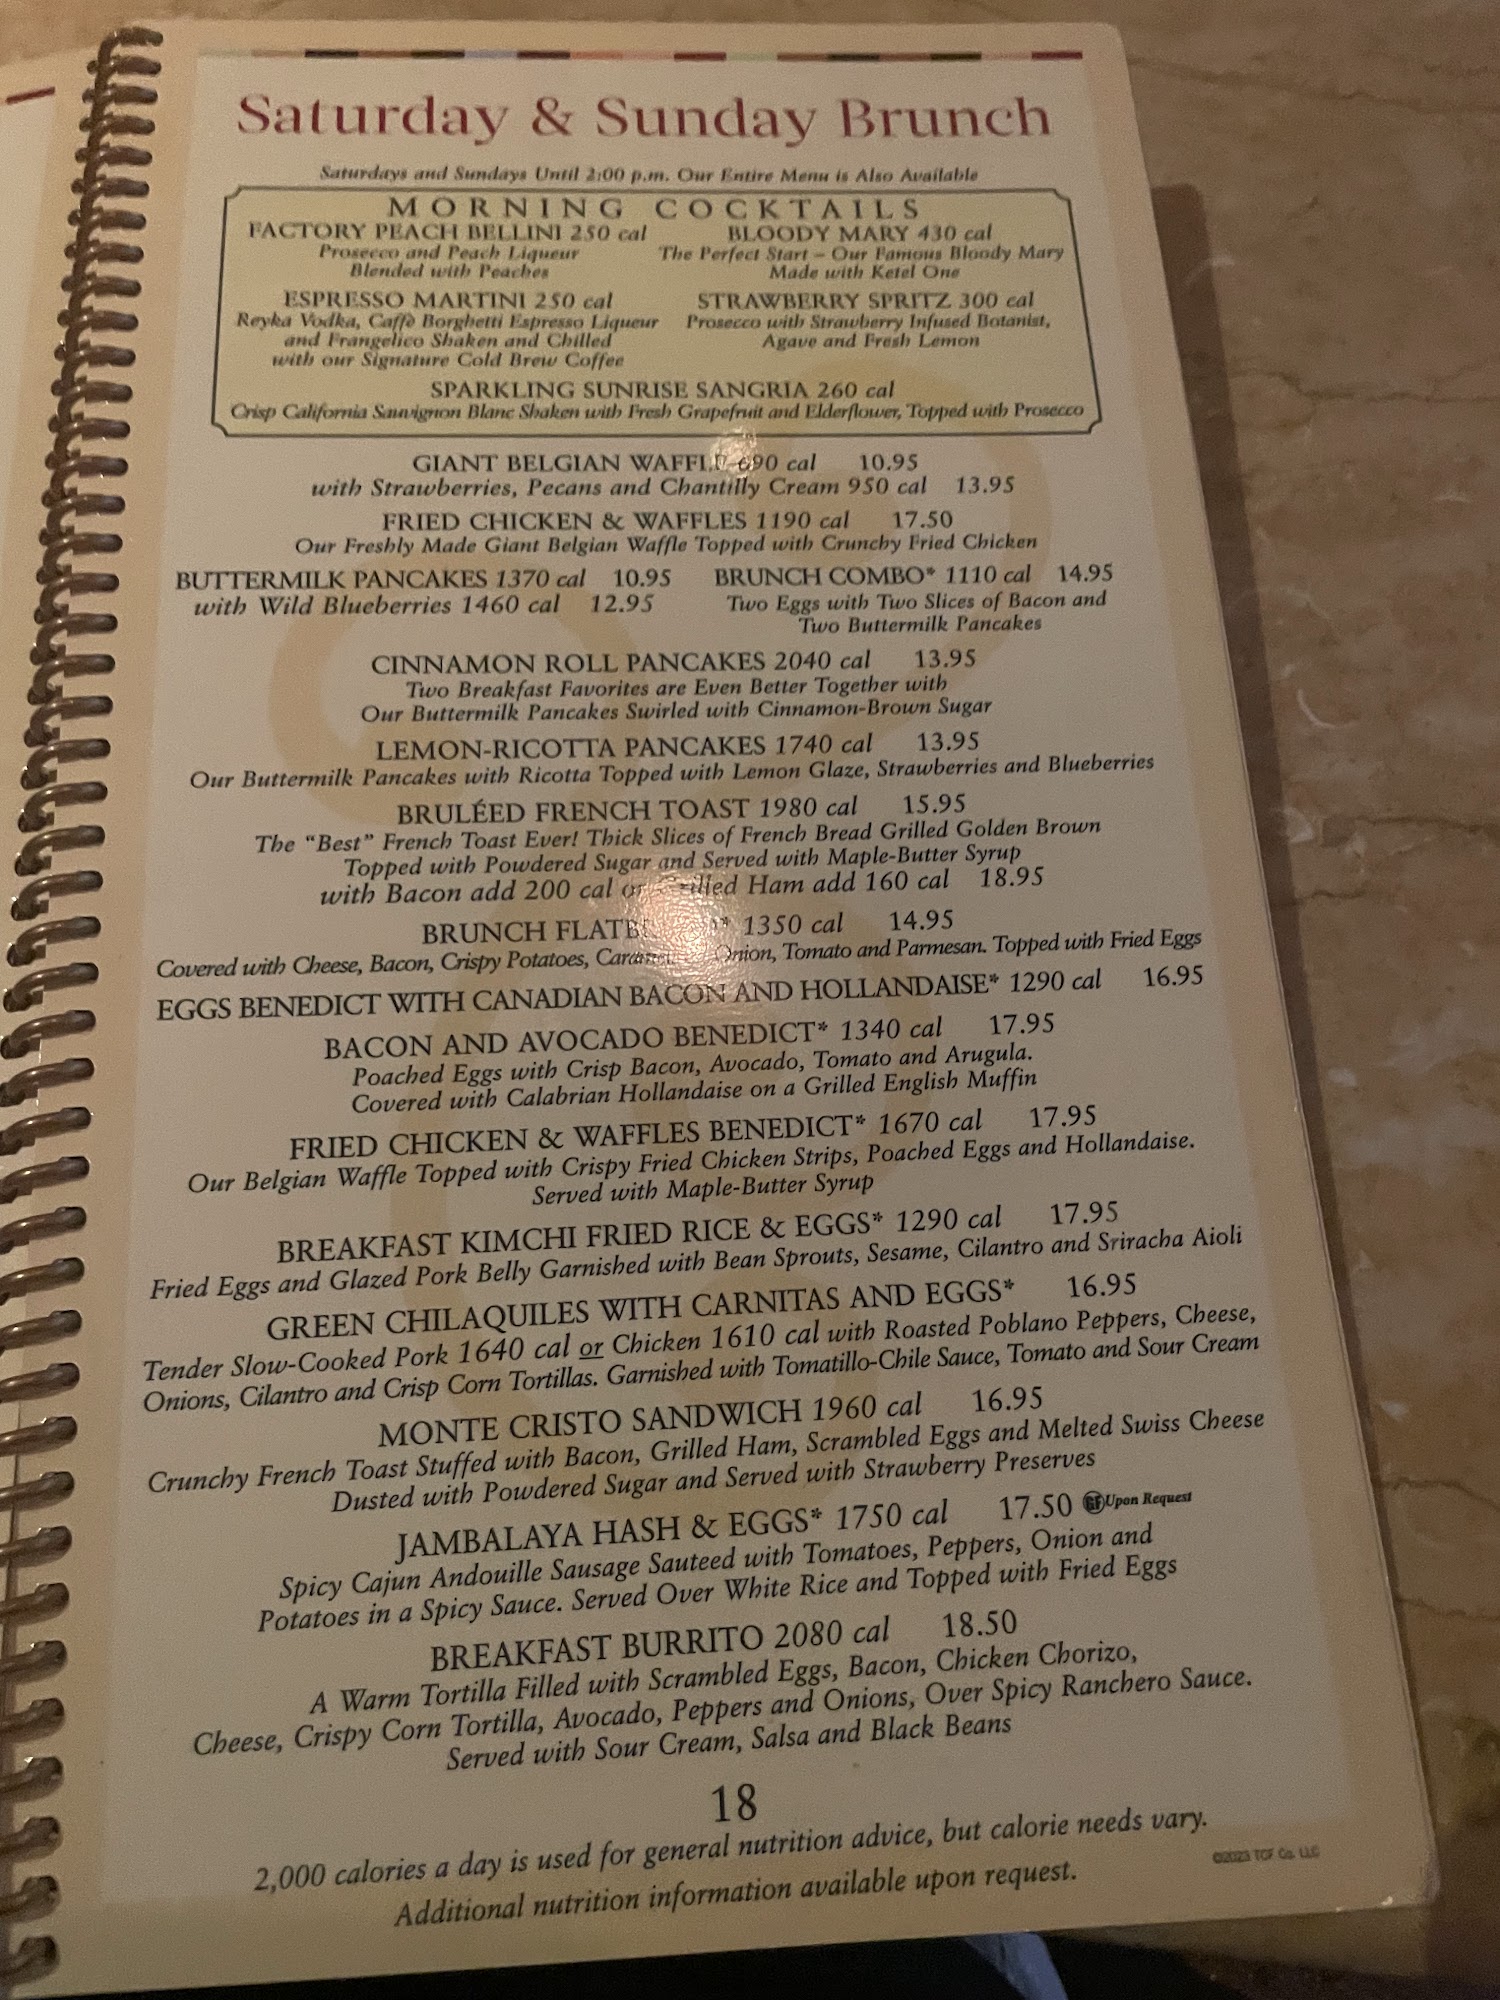 Saturday & Sunday Brunch
Saturdays and Sundays Until 2:00 p.m. Our Entire Menu is Also Available
MORNING COCKTAILS
FACTORY PEACH BELLINI 250 cal
Prosecco and Peach Liqueur
Blended with Peaches
BLOODY MARY 430 cal
The Perfect Start – Our Famous Bloody Mary
Made with Ketel One
ESPRESSO MARTINI 250 cal
Reyka Vodka, Caffè Borghetti Espresso Liqueur
and Frangelico Shaken and Chilled
with our Signature Cold Brew Coffee
STRAWBERRY SPRITZ 300 cal
Prosecco with Strawberry Infused Botanist,
Agave and Fresh Lemon
SPARKLING SUNRISE SANGRIA 260 cal
Crisp California Sauvignon Blanc Shaken with Fresh Grapefruit and Elderflower, Topped with Prosecco
GIANT BELGIAN WAFFLE 690 cal 10.95
with Strawberries, Pecans and Chantilly Cream 950 cal 13.95
FRIED CHICKEN & WAFFLES 1190 cal 17.50
Our Freshly Made Giant Belgian Waffle Topped with Crunchy Fried Chicken
BUTTERMILK PANCAKES 1370 cal 10.95
with Wild Blueberries 1460 cal 12.95
BRUNCH COMBO* 1110 cal 14.95
Two Eggs with Two Slices of Bacon and
Two Buttermilk Pancakes
CINNAMON ROLL PANCAKES 2040 cal 13.95
Two Breakfast Favorites are Even Better Together with
Our Buttermilk Pancakes Swirled with Cinnamon-Brown Sugar
LEMON-RICOTTA PANCAKES 1740 cal 13.95
Our Buttermilk Pancakes with Ricotta Topped with Lemon Glaze, Strawberries and Blueberries
BRULÉED FRENCH TOAST 1980 cal 15.95
The "Best" French Toast Ever! Thick Slices of French Bread Grilled Golden Brown
Topped with Powdered Sugar and Served with Maple-Butter Syrup
with Bacon add 200 cal or Grilled Ham add 160 cal 18.95
BRUNCH 1350 cal 14.95
Covered with Cheese, Bacon, Crispy Potatoes, Onion, Tomato and Parmesan. Topped with Fried Eggs
EGGS BENEDICT WITH CANADIAN BACON AND HOLLANDAISE* 1290 cal 16.95
BACON AND AVOCADO BENEDICT* 1340 cal 17.95
Poached Eggs with Crisp Bacon, Avocado, Tomato and Arugula.
Covered with Calabrian Hollandaise on a Grilled English Muffin
FRIED CHICKEN & WAFFLES BENEDICT* 1670 cal 17.95
Our Belgian Waffle Topped with Crispy Fried Chicken Strips, Poached Eggs and Hollandaise.
Served with Maple-Butter Syrup
BREAKFAST KIMCHI FRIED RICE & EGGS* 1290 cal 17.95
Fried Eggs and Glazed Pork Belly Garnished with Bean Sprouts, Sesame, Cilantro and Sriracha Aioli
GREEN CHILAQUILES WITH CARNITAS AND EGGS* 16.95
Tender Slow-Cooked Pork 1640 cal or Chicken 1610 cal with Roasted Poblano Peppers, Cheese,
Onions, Cilantro and Crisp Corn Tortillas. Garnished with Tomatillo-Chile Sauce, Tomato and Sour Cream
MONTE CRISTO SANDWICH 1960 cal 16.95
Crunchy French Toast Stuffed with Bacon, Grilled Ham, Scrambled Eggs and Melted Swiss Cheese
Dusted with Powdered Sugar and Served with Strawberry Preserves
JAMBALAYA HASH & EGGS* 1750 cal 17.50 GF Upon Request
Spicy Cajun Andouille Sausage Sauteed with Tomatoes, Peppers, Onion and
Potatoes in a Spicy Sauce. Served Over White Rice and Topped with Fried Eggs
BREAKFAST BURRITO 2080 cal 18.50
A Warm Tortilla Filled with Scrambled Eggs, Bacon, Chicken Chorizo,
Cheese, Crispy Corn Tortilla, Avocado, Peppers and Onions, Over Spicy Ranchero Sauce.
Served with Sour Cream, Salsa and Black Beans
18
2,000 calories a day is used for general nutrition advice, but calorie needs vary.
Additional nutrition information available upon request.
©2023 TCF Co. LLC